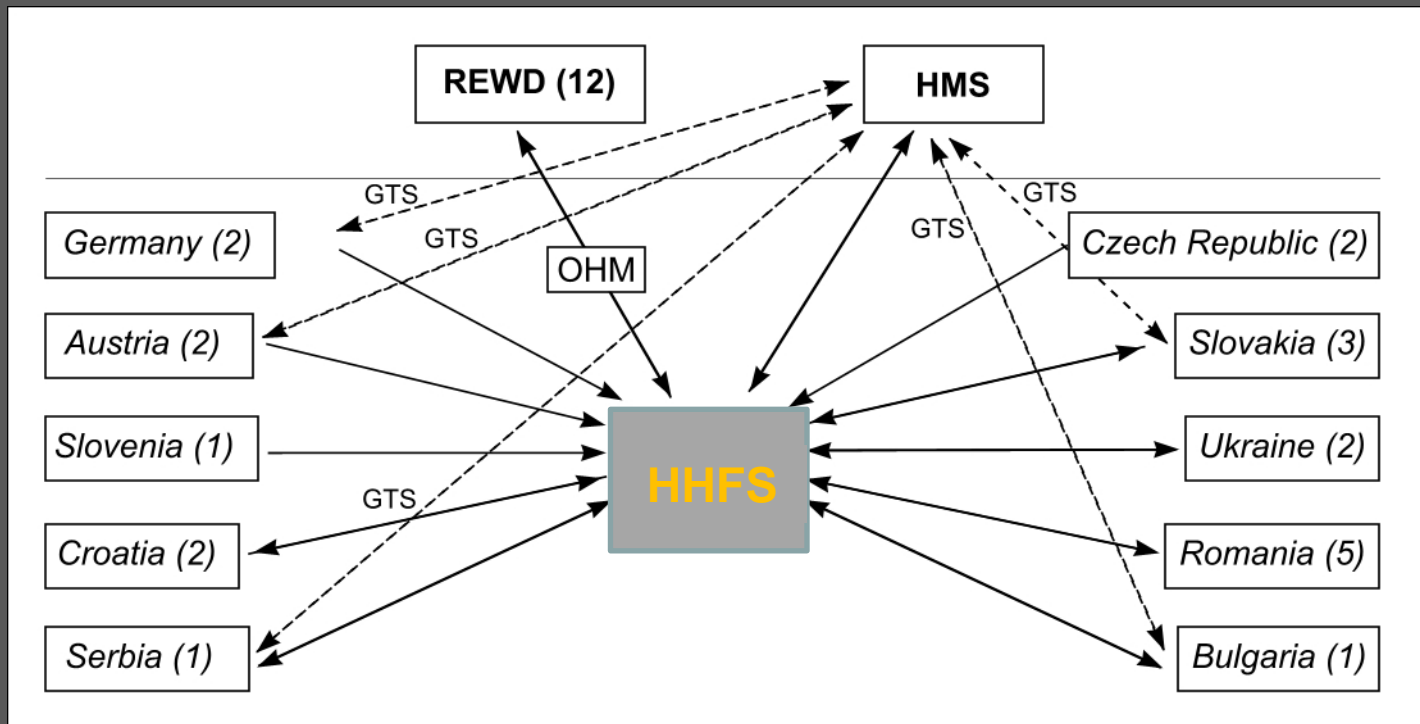 REWD (12)
HMS
GTS
GTS
GTS
GTS
Germany (2)
Czech Republic (2)
OHM
Austria (2)
Slovakia (3)
Slovenia (1)
Ukraine (2)
HHFS
GTS
Croatia (2)
Romania (5)
Serbia (1)
Bulgaria (1)